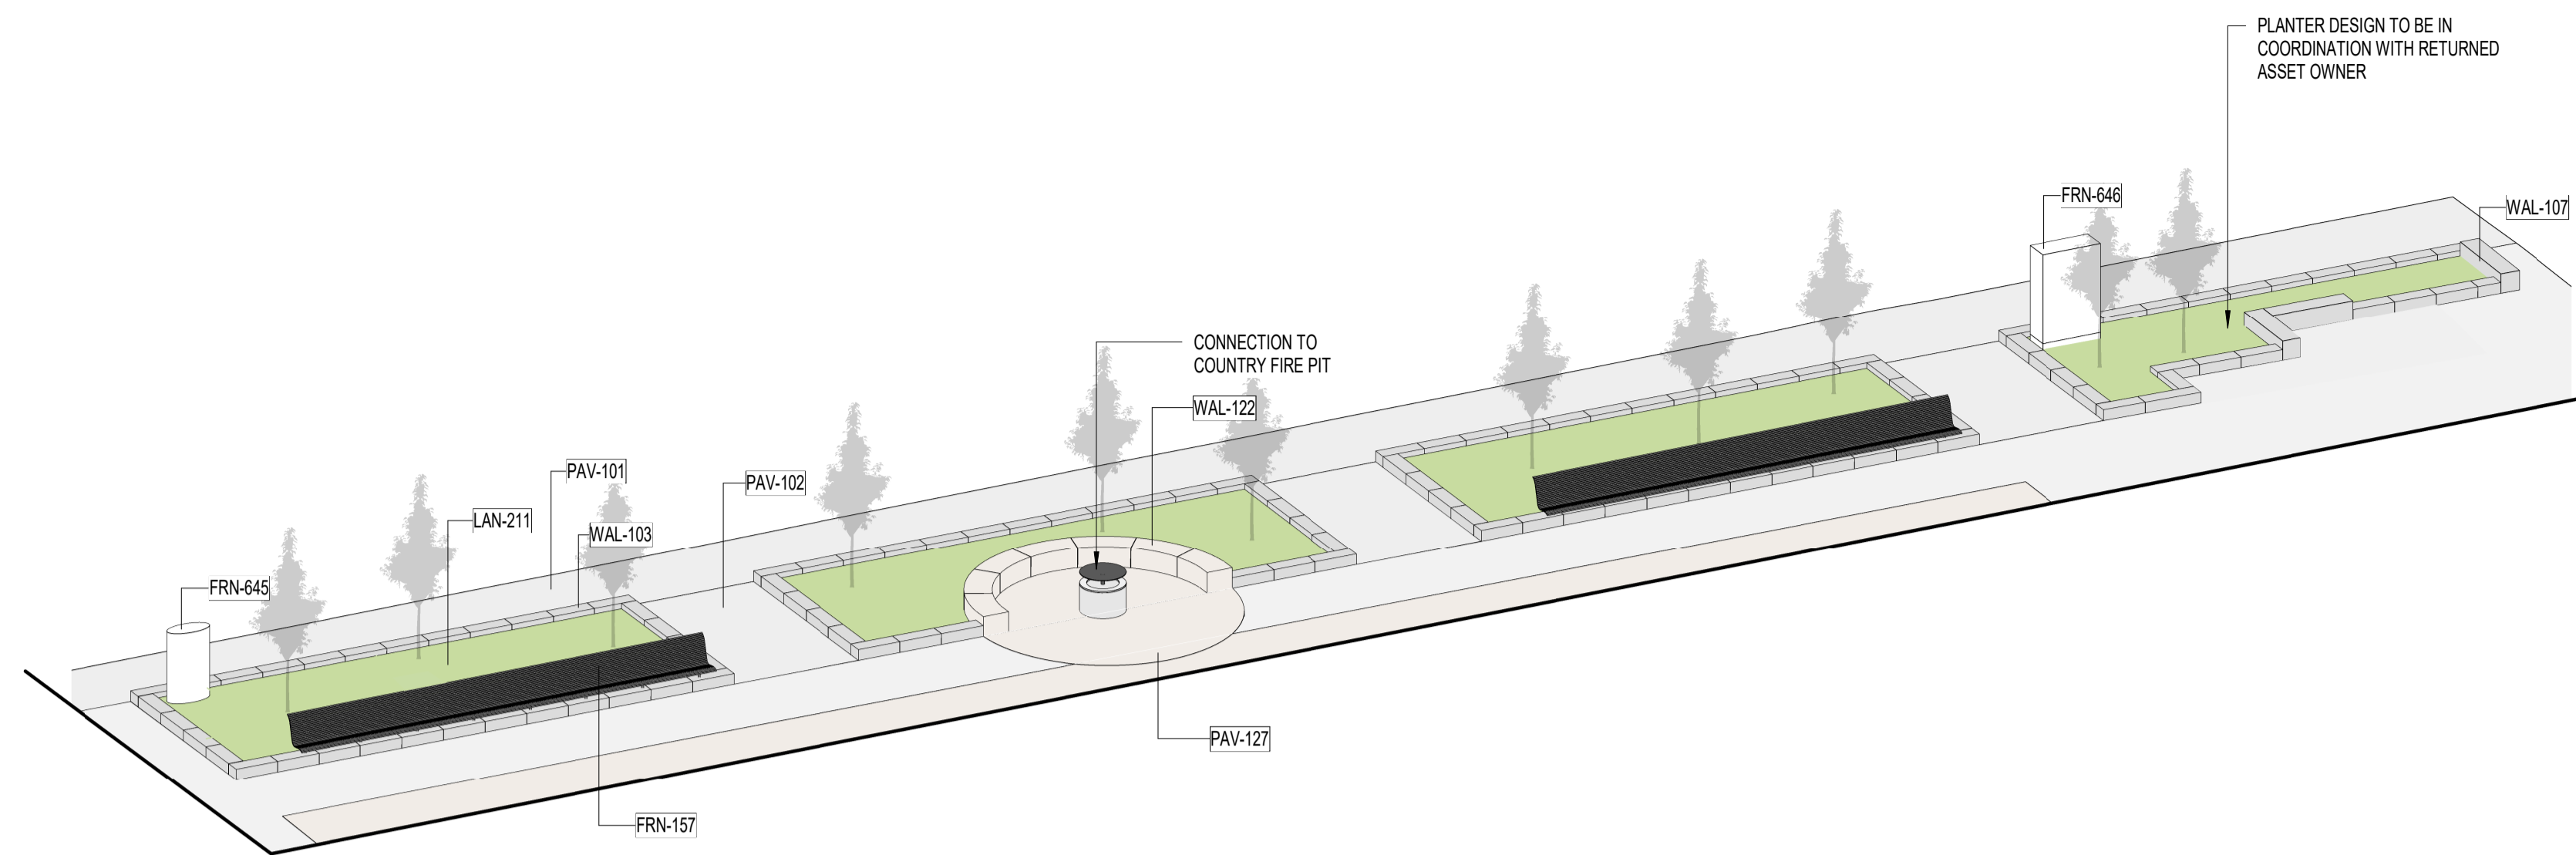 PLANTER DESIGN TO BE IN
COORDINATION WITH RETURNED
ASSET OWNER
FRN-646
WAL-107
CONNECTION TO
COUNTRY FIRE PIT
WAL-122
PAV-101
PAV-102
LAN-211
WAL-103
FRN-645
PAV-127
FRN-157